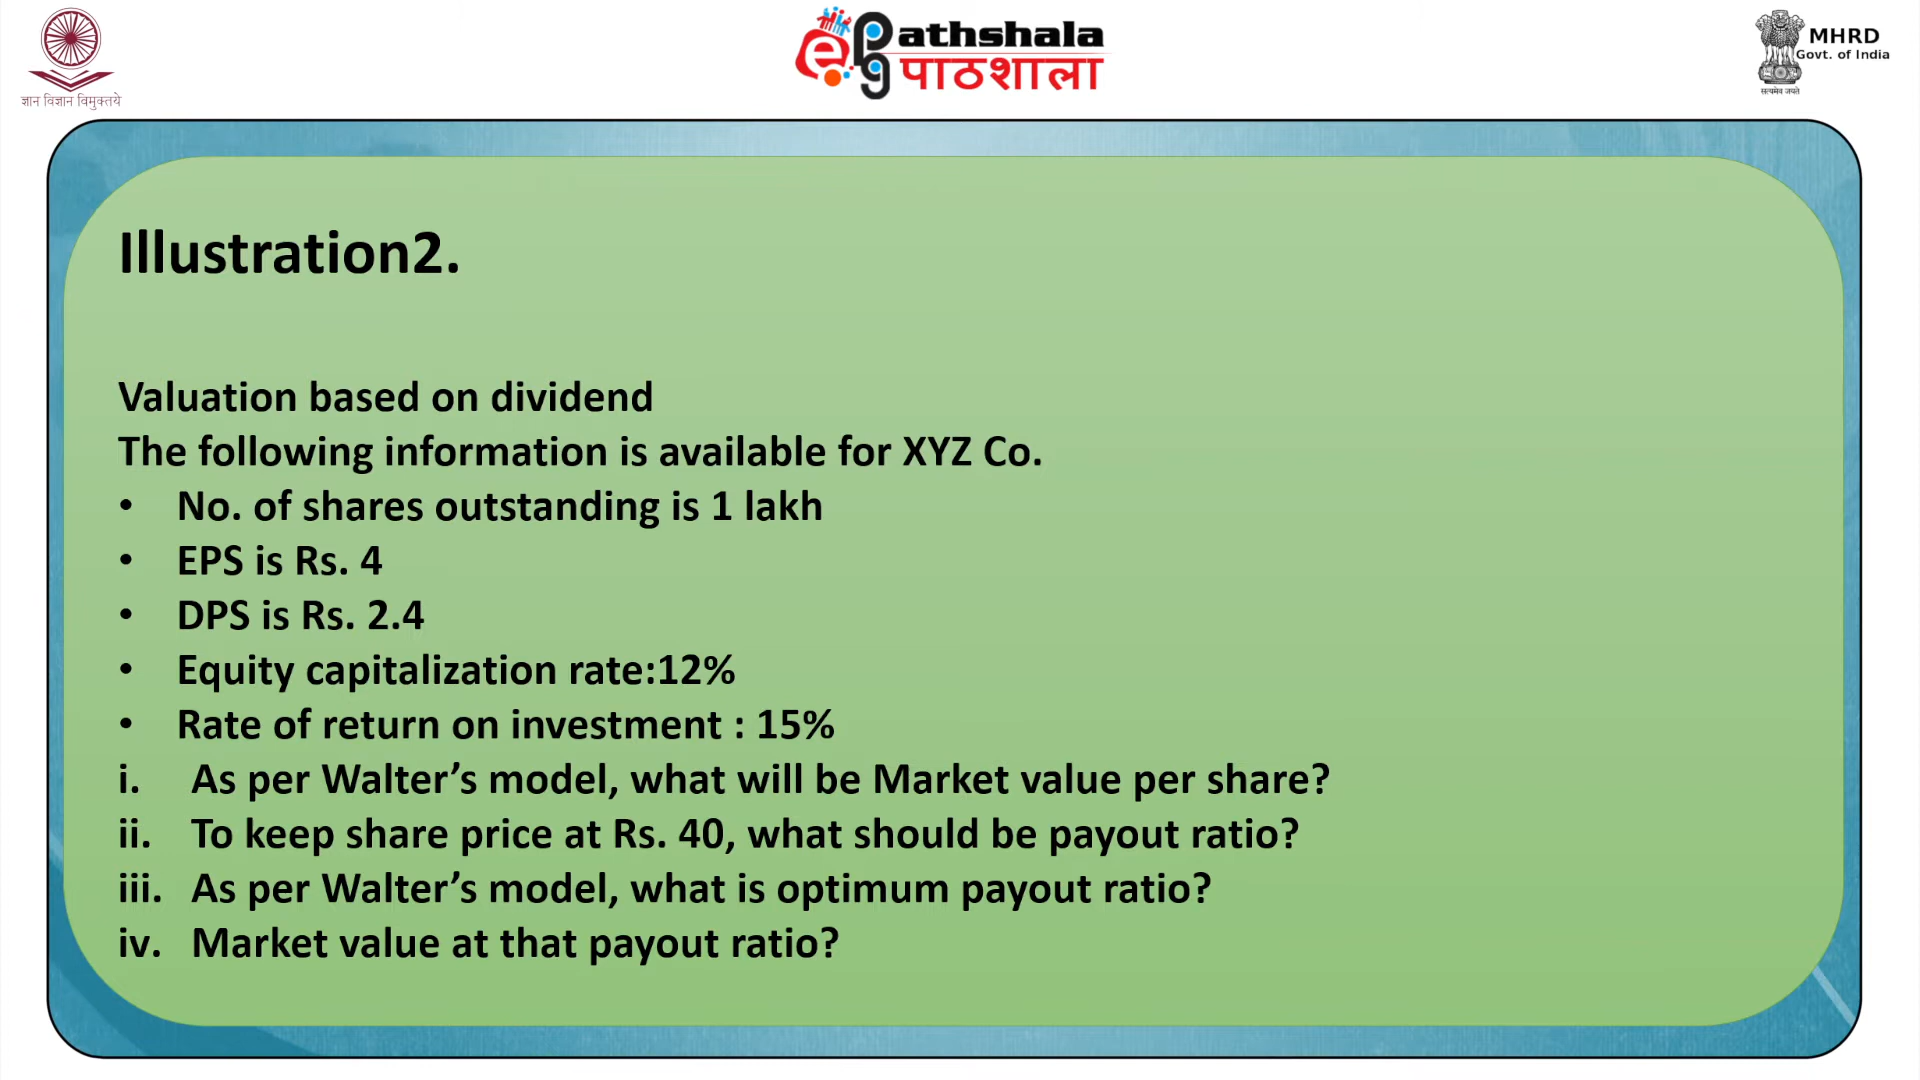 ज्ञान विज्ञान विमुक्तये
ePG athshala
पाठशाला
MHRD
Govt. of India
सत्यमेव जयते
Illustration2.
Valuation based on dividend
The following information is available for XYZ Co.
• No. of shares outstanding is 1 lakh
• EPS is Rs. 4
• DPS is Rs. 2.4
• Equity capitalization rate:12%
• Rate of return on investment : 15%
i. As per Walter’s model, what will be Market value per share?
ii. To keep share price at Rs. 40, what should be payout ratio?
iii. As per Walter’s model, what is optimum payout ratio?
iv. Market value at that payout ratio?